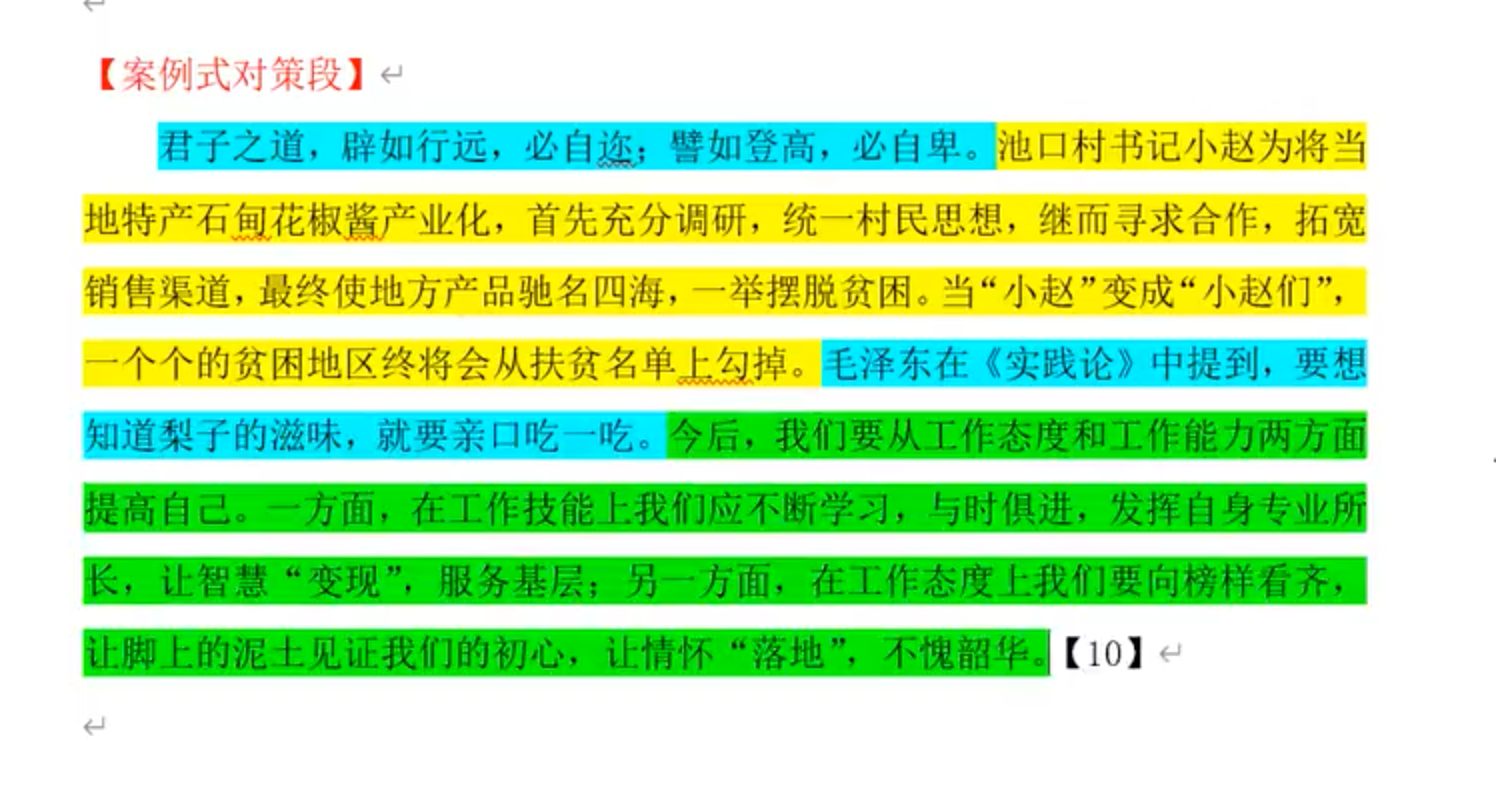 【案例式对策段】
君子之道，辟如行远，必自迩；譬如登高，必自卑。池口村书记小赵为将当
地特产石甸花椒酱产业化，首先充分调研，统一村民思想，继而寻求合作，拓宽
销售渠道，最终使地方产品驰名四海，一举摆脱贫困。当“小赵”变成“小赵们”，
一个个的贫困地区终将会从扶贫名单上勾掉。毛泽东在《实践论》中提到，要想
知道梨子的滋味，就要亲口吃一吃。今后，我们要从工作态度和工作能力两方面
提高自己。一方面，在工作技能上我们应不断学习，与时俱进，发挥自身专业所
长，让智慧“变现”，服务基层；另一方面，在工作态度上我们要向榜样看齐，
让脚上的泥土见证我们的初心，让情怀“落地”，不愧韶华。【10】